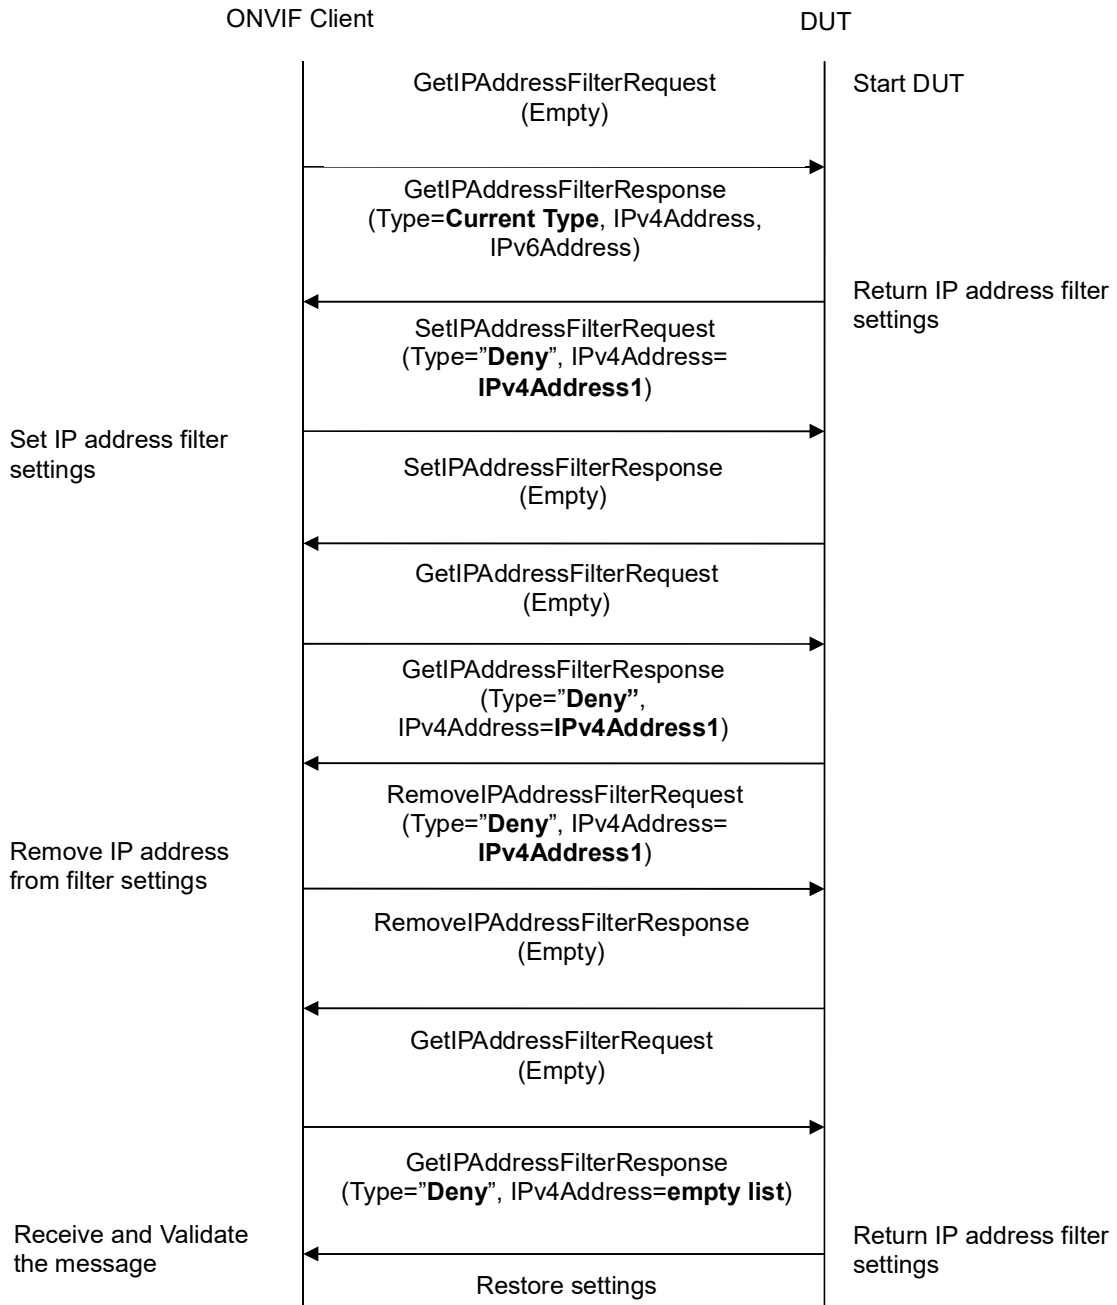 ONVIF Client
DUT
GetIPAddressFilterRequest
(Empty)
Start DUT
GetIPAddressFilterResponse
(Type=Current Type, IPv4Address,
IPv6Address)
Return IP address filter
settings
SetIPAddressFilterRequest
(Type=”Deny”, IPv4Address=
IPv4Address1)
Set IP address filter
settings
SetIPAddressFilterResponse
(Empty)
GetIPAddressFilterRequest
(Empty)
GetIPAddressFilterResponse
(Type=”Deny”,
IPv4Address=IPv4Address1)
RemoveIPAddressFilterRequest
(Type=”Deny”, IPv4Address=
IPv4Address1)
Remove IP address
from filter settings
RemoveIPAddressFilterResponse
(Empty)
GetIPAddressFilterRequest
(Empty)
GetIPAddressFilterResponse
(Type=”Deny”, IPv4Address=empty list)
Receive and Validate
the message
Return IP address filter
settings
Restore settings